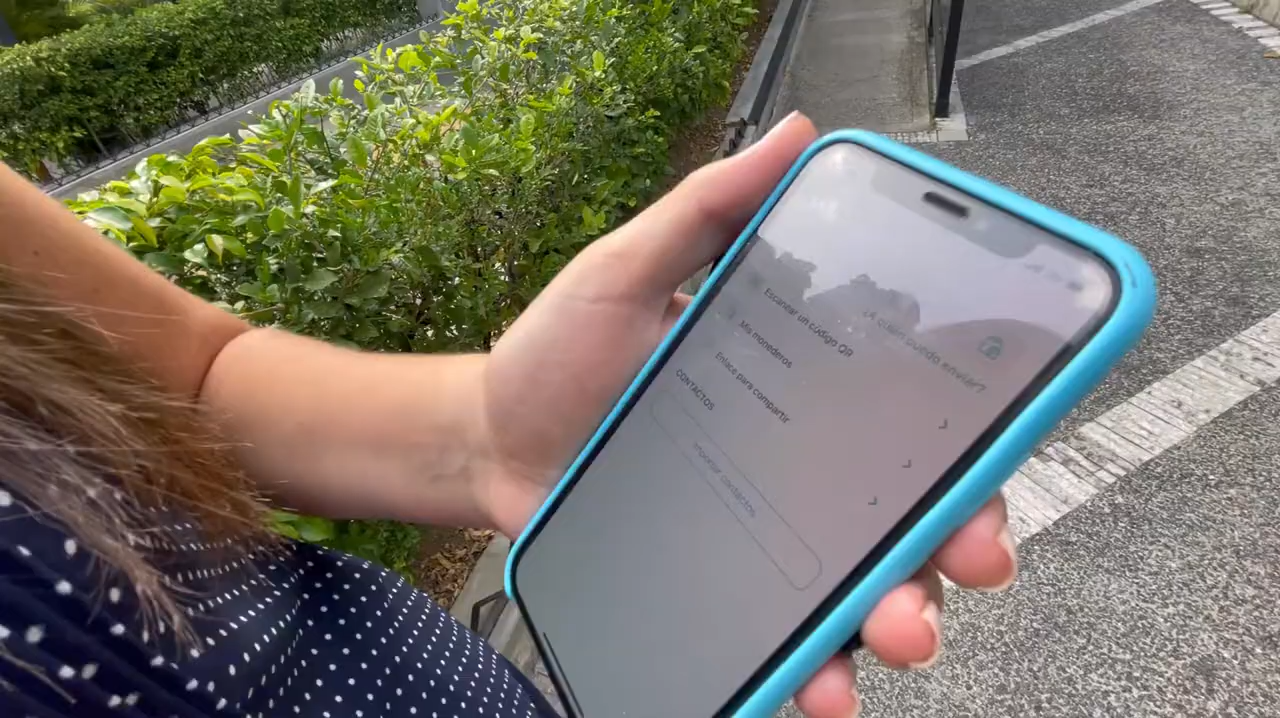 ¿A quién puedo enviar?
Escanear un código QR
Mis monederos
Enlace para compartir
CONTACTOS
Importar contactos